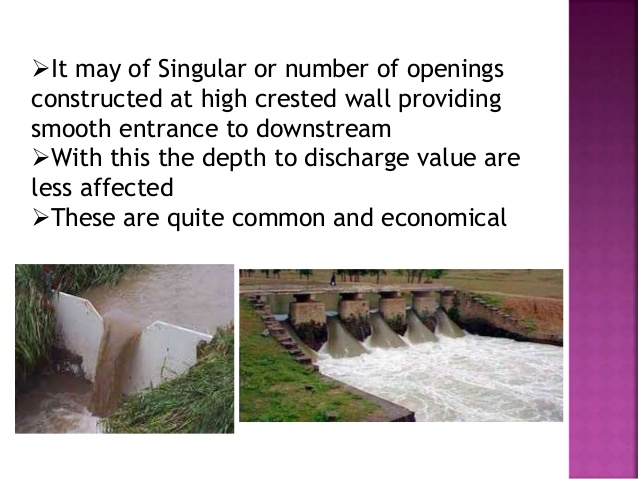 ➢It may of Singular or number of openings
constructed at high crested wall providing
smooth entrance to downstream
➢With this the depth to discharge value are
less affected
➢These are quite common and economical